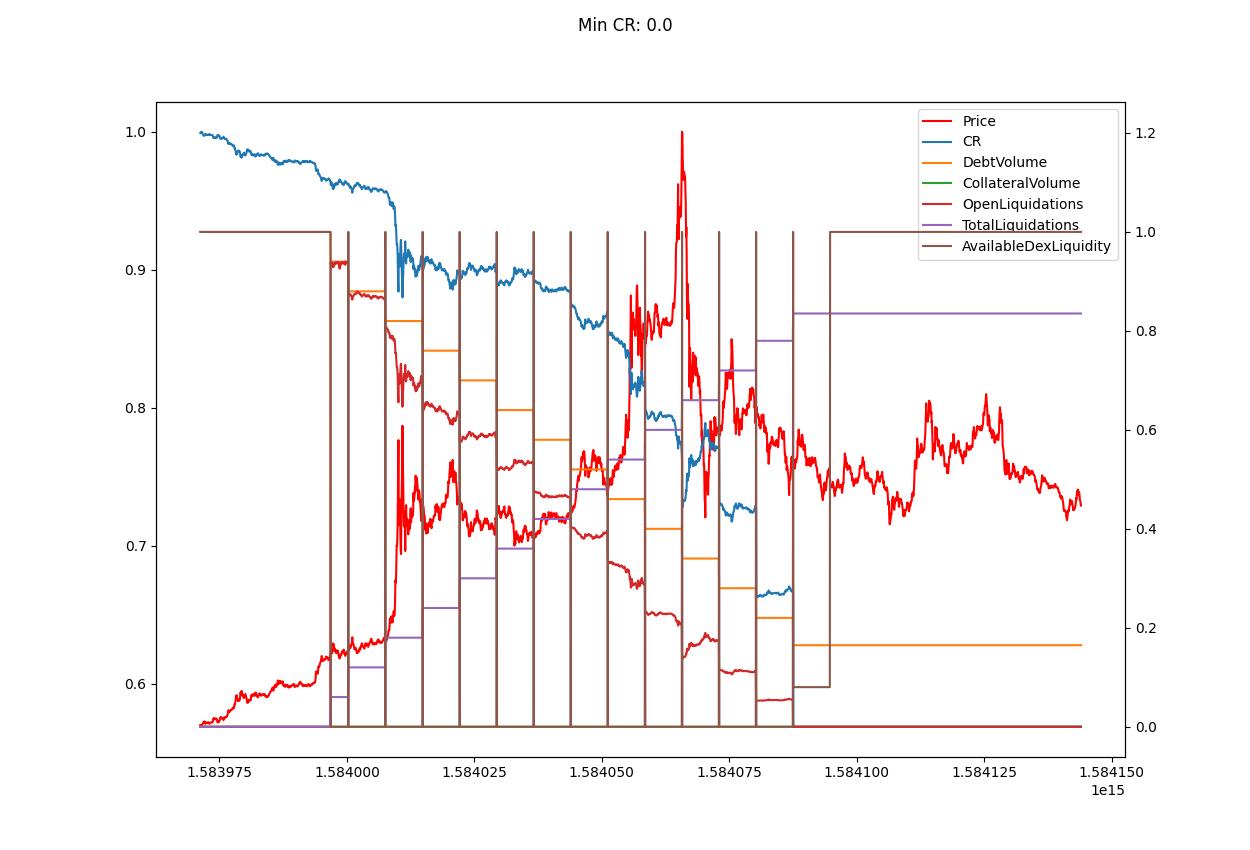 Min CR: 0.0
1.0
0.9
0.8
0.7
0.6
1.2
1.0
0.8
0.6
0.4
0.2
0.0
Price
CR
DebtVolume
CollateralVolume
OpenLiquidations
TotalLiquidations
AvailableDexLiquidity
1.583975 1.584000 1.584025 1.584050 1.584075 1.584100 1.584125 1.584150
1e15